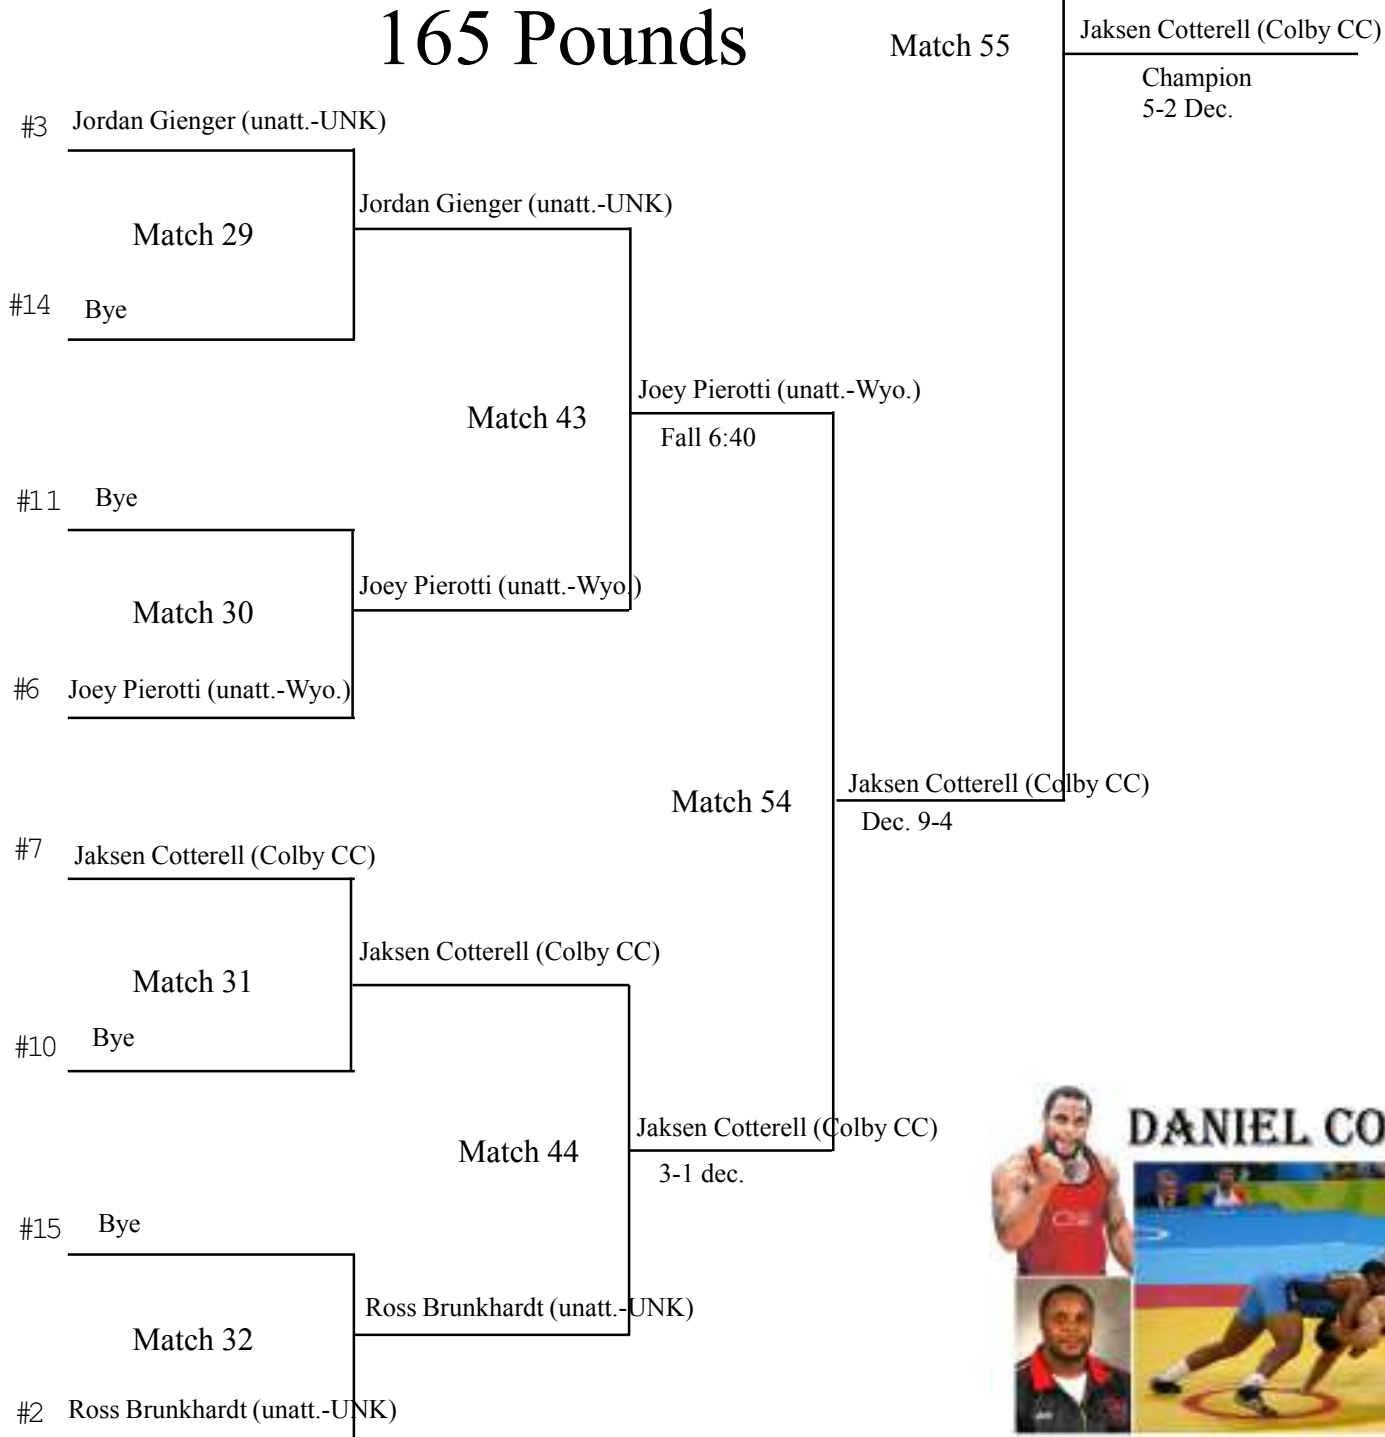 165 Pounds
Match 55
Jaksen Cotterell (Colby CC)
Champion
5-2 Dec.
#3 Jordan Gienger (unatt.-UNK)
Jordan Gienger (unatt.-UNK)
Match 29
#14 Bye
Joey Pierotti (unatt.-Wyo.)
Match 43
Fall 6:40
#11 Bye
Joey Pierotti (unatt.-Wyo.)
Match 30
#6 Joey Pierotti (unatt.-Wyo.)
Jaksen Cotterell (Colby CC)
Match 54
Dec. 9-4
#7 Jaksen Cotterell (Colby CC)
Jaksen Cotterell (Colby CC)
Match 31
#10 Bye
Jaksen Cotterell (Colby CC)
Match 44
3-1 dec.
#15 Bye
Ross Brunkhardt (unatt.-UNK)
Match 32
#2 Ross Brunkhardt (unatt.-UNK)
DANIEL CO